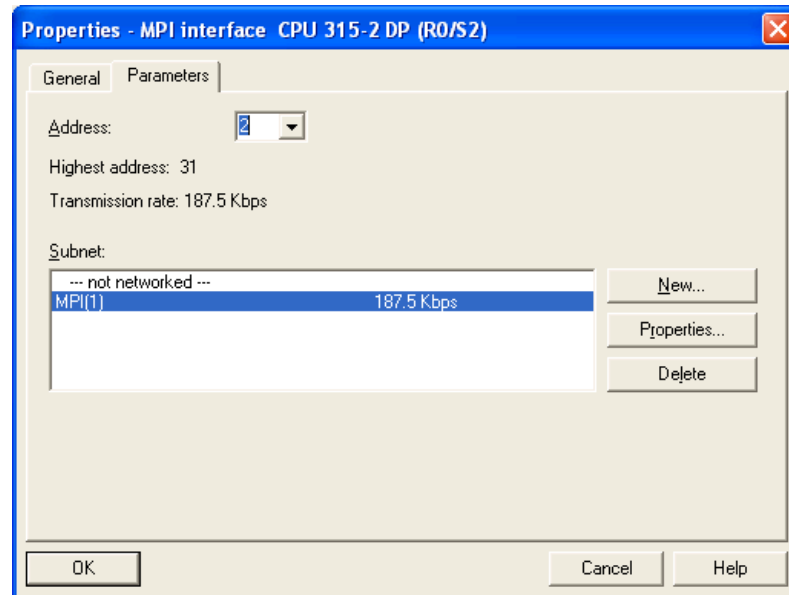 Properties - MPI interface CPU 315-2 DP (R0/S2)
General Parameters
Address: 2
Highest address: 31
Transmission rate: 187.5 Kbps
Subnet:
--- not networked ---
MPI(1) 187.5 Kbps
New...
Properties...
Delete
OK Cancel Help